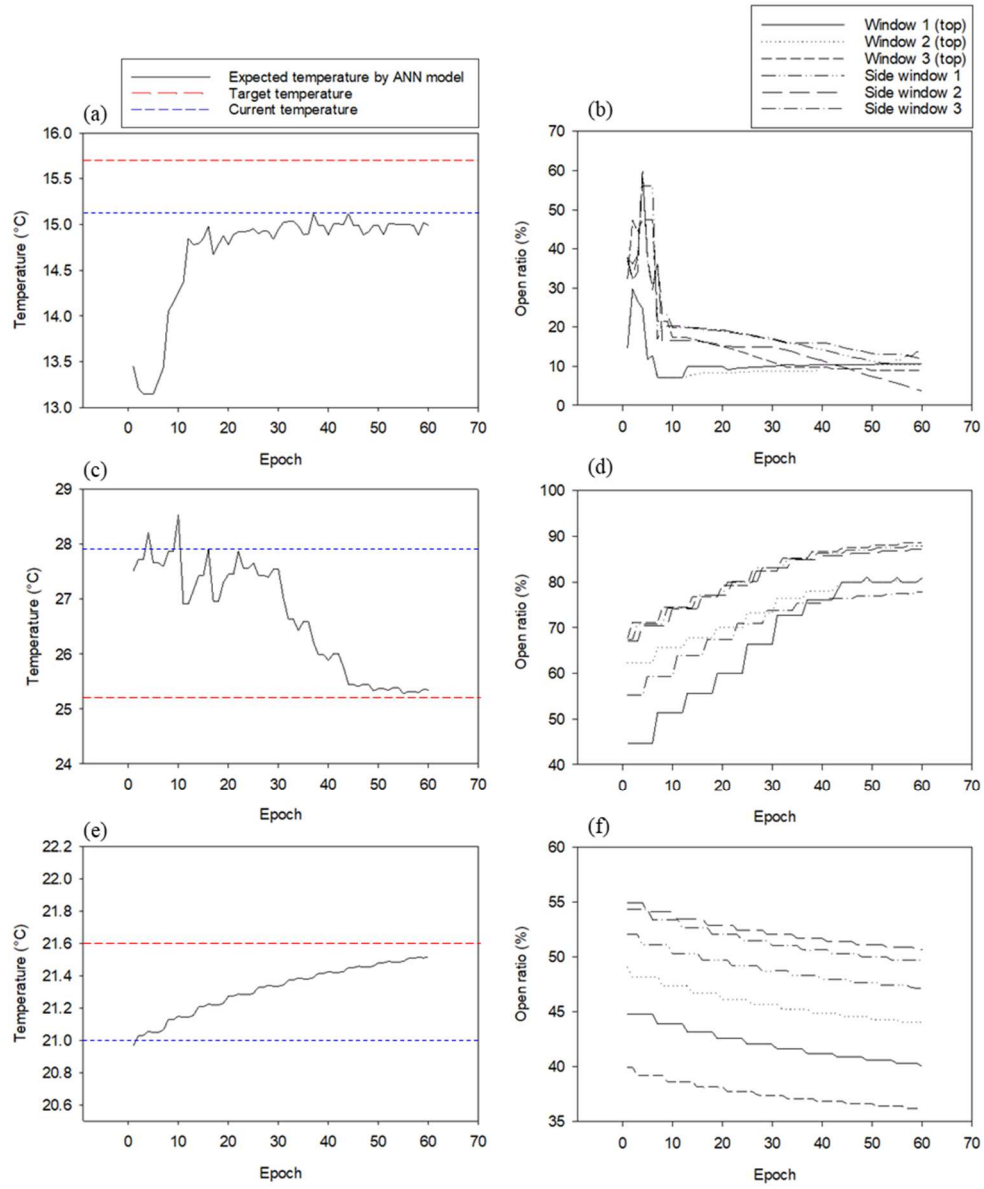 Window 1 (top)
Window 2 (top)
Window 3 (top)
Side window 1
Side window 2
Side window 3
Expected temperature by ANN model
Target temperature
Current temperature
(a)
16.0
15.5
15.0
14.5
14.0
13.5
13.0
Temperature (°C)
0 10 20 30 40 50 60 70
Epoch
(b)
70
60
50
40
30
20
10
0
Open ratio (%)
0 10 20 30 40 50 60 70
Epoch
(c)
29
28
27
26
25
24
Temperature (°C)
0 10 20 30 40 50 60 70
Epoch
(d)
100
90
80
70
60
50
40
Open ratio (%)
0 10 20 30 40 50 60 70
Epoch
(e)
22.2
22.0
21.8
21.6
21.4
21.2
21.0
20.8
20.6
Temperature (°C)
0 10 20 30 40 50 60 70
Epoch
(f)
60
55
50
45
40
35
Open ratio (%)
0 10 20 30 40 50 60 70
Epoch